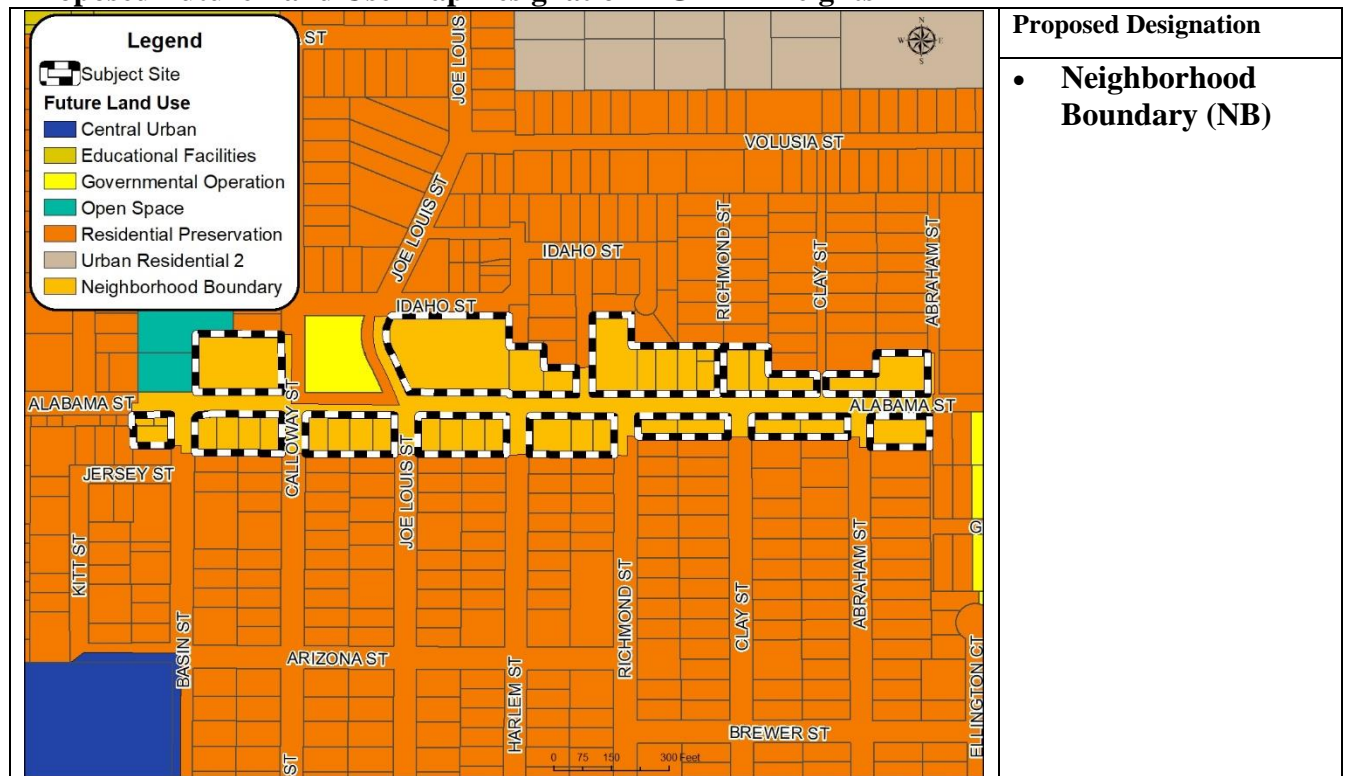 Legend
Subject Site
Future Land Use
Central Urban
Educational Facilities
Governmental Operation
Open Space
Residential Preservation
Urban Residential 2
Neighborhood Boundary
ST
JOE LOUIS
N
W E
S
Proposed Designation
• Neighborhood
Boundary (NB)
VOLUSIA ST
JOE LOUIS ST
IDAHO ST
RICHMOND ST
CLAY ST
ABRAHAM ST
IDAHO ST
ALABAMA ST
ALABAMA ST
CALLOWAY ST
JERSEY ST
JOE LOUIS ST
KITT ST
G
BASIN ST
ARIZONA ST
HARLEM ST
RICHMOND ST
CLAY ST
ABRAHAM ST
ELLINGTON CT
BREWER ST
ST
0 75 150 300 Feet